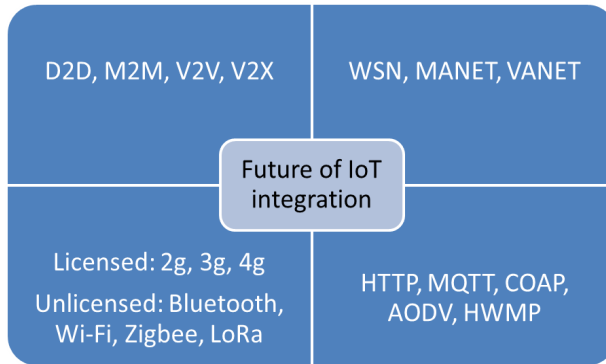 D2D, M2M, V2V, V2X
WSN, MANET, VANET
Future of IoT
integration
Licensed: 2g, 3g, 4g
Unlicensed: Bluetooth,
Wi-Fi, Zigbee, LoRa
HTTP, MQTT, COAP,
AODV, HWMP